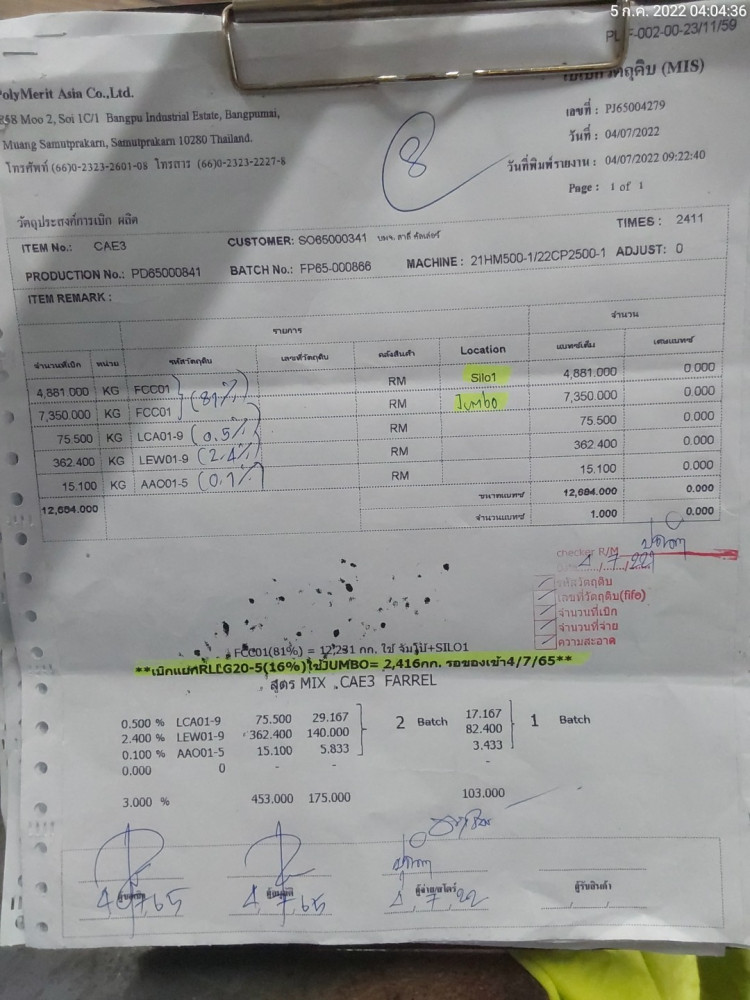 5 ก.ค. 2022 04:04:36
-002-00-23/11/59
PolyMerit Asia Co.,Ltd.
858 Moo 2, Soi 1C/1 Bangpu Industrial Estate, Bangpumai,
Muang Samutprakarn, Samutprakarn 10280 Thailand.
โทรศัพท์ (66)0-2323-2601-08 โทรสาร (66)0-2323-2227-8
ใบเบิกวัตถุดิบ (MIS)
เลขที่ : PJ65004279
วันที่ : 04/07/2022
วันที่พิมพ์รายงาน : 04/07/2022 09:22:40
Page : 1 of 1
8
วัตถุประสงค์การเบิก ผลิต
ITEM No.: CAE3 CUSTOMER: SO65000341 TIMES: 2411
PRODUCTION No.: PD65000841 BATCH No.: FP65-000866 MACHINE : 21HM500-1/22CP2500-1 ADJUST: 0
ITEM REMARK :
รายการ จำนวน
จำนวนที่เบิก หน่วย รหัสวัตถุดิบ เลขที่วัตถุดิบ คลังสินค้า Location แบทช์เต็ม เศษแบทช์
4,881.000 KG FCC01 RM Silo1 4,881.000 0.000
7,350.000 KG FCC01 (81%) RM Jumbo 7,350.000 0.000
75.500 KG LCA01-9 (0.5%) RM 75.500 0.000
362.400 KG LEW01-9 (2.4%) RM 362.400 0.000
15.100 KG AAO01-5 (0.1%) RM 15.100 0.000
12,684.000 ขนาดแบทช์ 12,684.000 0.000
จำนวนแบทช์ 1.000 0.000
checker R/M
4/7/22
รหัสวัตถุดิบ
เลขที่วัตถุดิบ(fifo)
จำนวนที่เบิก
จำนวนที่จ่าย
ความสะอาด
FCC01(81%) = 12,231 กก. ใช้ จัมโบ้+SILO1
**เบิกแยกRLLG20-5(16%)ใช้JUMBO= 2,416กก. รอของเข้า4/7/65**
สูตร MIX CAE3 FARREL
0.500 % LCA01-9 75.500 29.167 17.167
2.400 % LEW01-9 362.400 140.000 2 Batch 82.400 1 Batch
0.100 % AAO01-5 15.100 5.833 3.433
0.000 0 - - -
3.000 % 453.000 175.000 103.000
4 07 65 4 7 65 4, 7, 22
ผู้อนุมัติ ผู้จ่าย/สโตร์ ผู้รับสินค้า